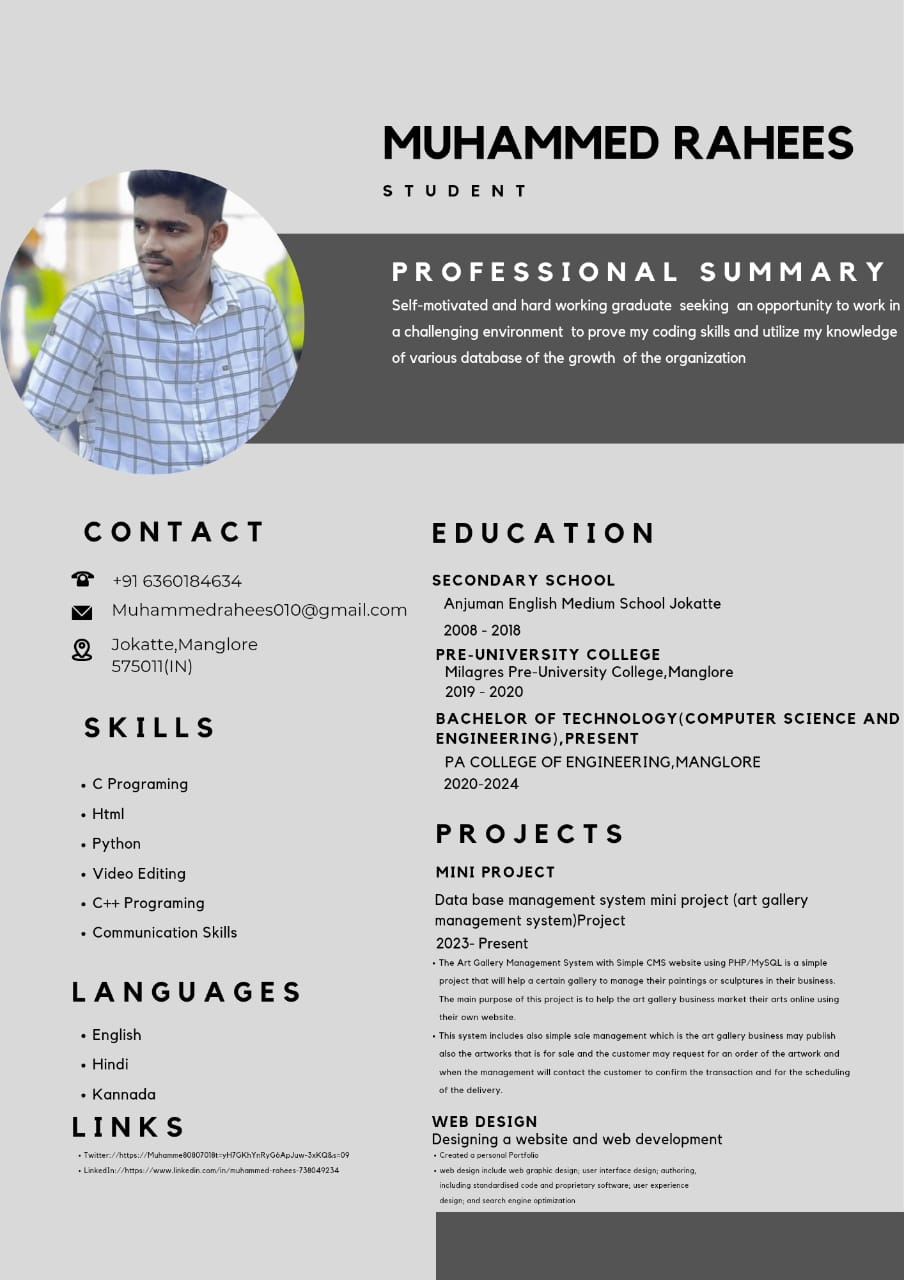 MUHAMMED RAHEES
STUDENT
PROFESSIONAL SUMMARY
Self-motivated and hard working graduate seeking an opportunity to work in
a challenging environment to prove my coding skills and utilize my knowledge
of various database of the growth of the organization
CONTACT
+91 6360184634
Muhammedrahees010@gmail.com
Jokatte,Manglore
575011(IN)
SKILLS
• C Programing
• Html
• Python
• Video Editing
• C++ Programing
• Communication Skills
LANGUAGES
• English
• Hindi
• Kannada
LINKS
• Twitter://https://Muhamme80807018t=yH7GKhYnRyG6ApJuw-3xKQ&s=09
• LinkedIn://https://www.linkedin.com/in/muhammed-rahees-738049234
EDUCATION
SECONDARY SCHOOL
Anjuman English Medium School Jokatte
2008 - 2018
PRE-UNIVERSITY COLLEGE
Milagres Pre-University College,Manglore
2019 - 2020
BACHELOR OF TECHNOLOGY(COMPUTER SCIENCE AND
ENGINEERING),PRESENT
PA COLLEGE OF ENGINEERING,MANGLORE
2020-2024
PROJECTS
MINI PROJECT
Data base management system mini project (art gallery
management system)Project
2023- Present
• The Art Gallery Management System with Simple CMS website using PHP/MySQL is a simple
project that will help a certain gallery to manage their paintings or sculptures in their business.
The main purpose of this project is to help the art gallery business market their arts online using
their own website.
• This system includes also simple sale management which is the art gallery business may publish
also the artworks that is for sale and the customer may request for an order of the artwork and
when the management will contact the customer to confirm the transaction and for the scheduling
of the delivery.
WEB DESIGN
Designing a website and web development
• Created a personal Portfolio
• web design include web graphic design; user interface design; authoring,
including standardised code and proprietary software; user experience
design; and search engine optimization